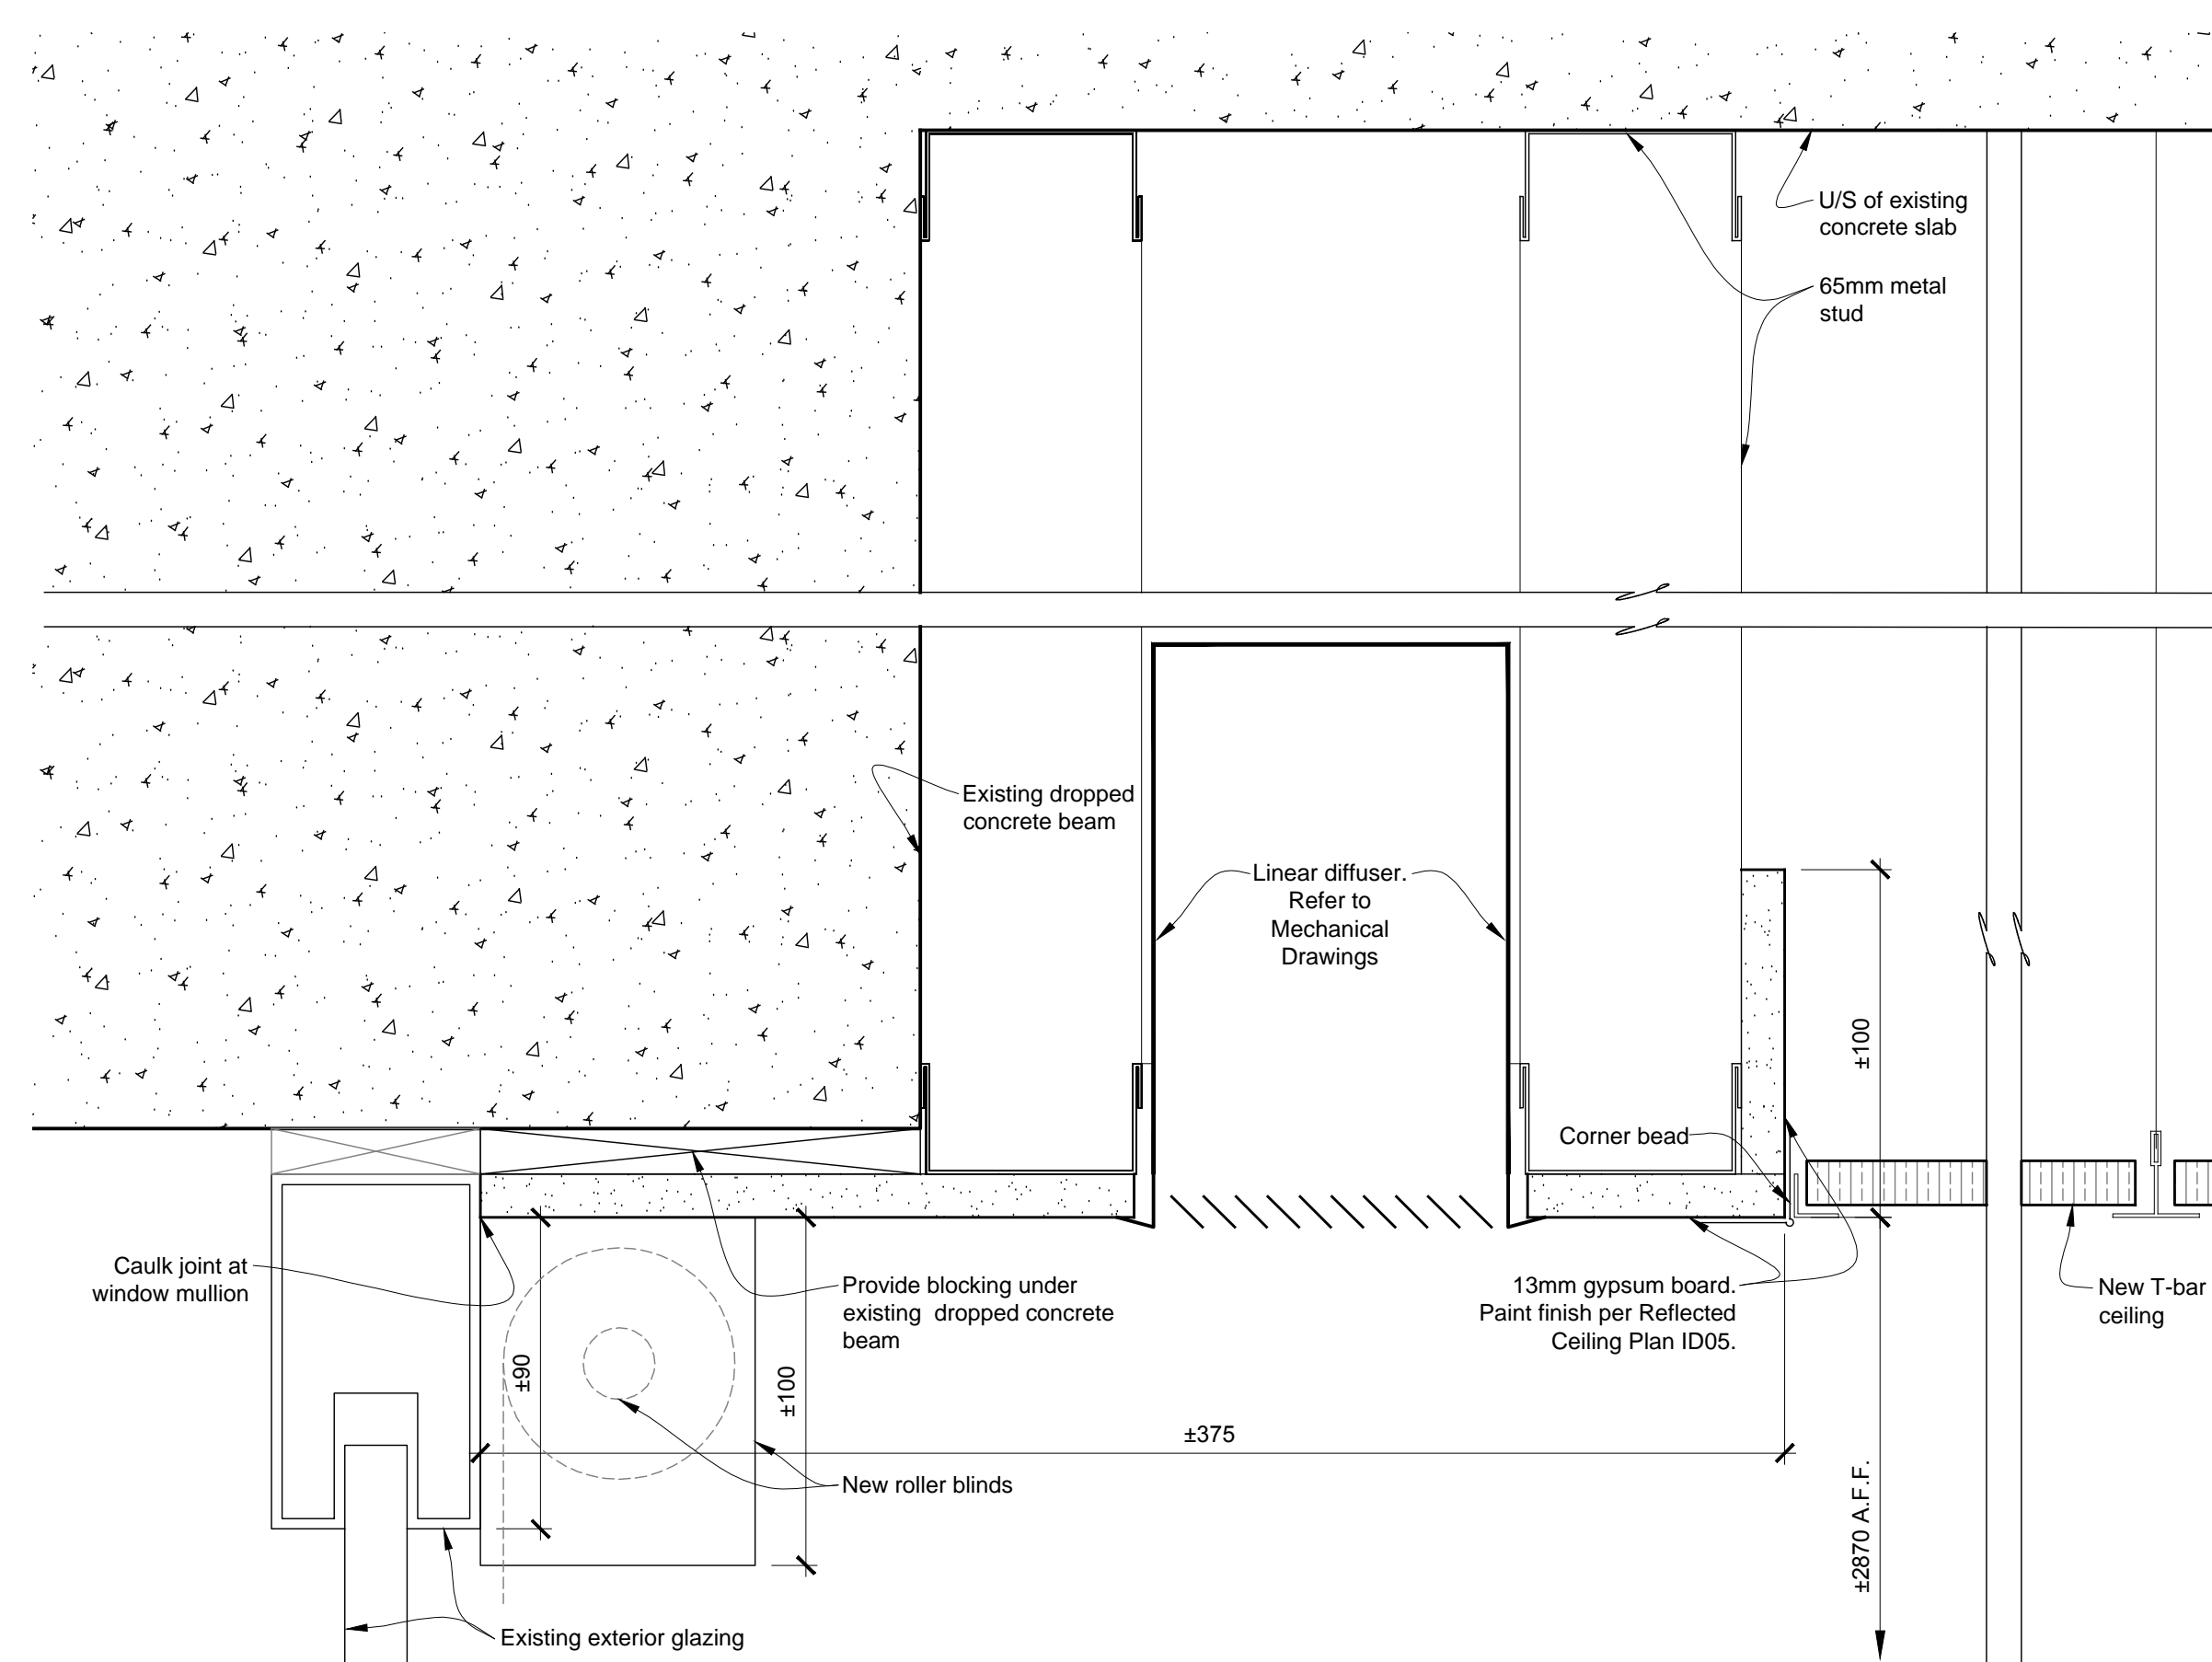 U/S of existing
concrete slab
65mm metal
stud
Existing dropped
concrete beam
Linear diffuser.
Refer to
Mechanical
Drawings
±100
Corner bead
Caulk joint at
window mullion
Provide blocking under
existing dropped concrete
beam
13mm gypsum board.
Paint finish per Reflected
Ceiling Plan ID05.
New T-bar
ceiling
±90
±100
±375
New roller blinds
±2870 A.F.F.
Existing exterior glazing